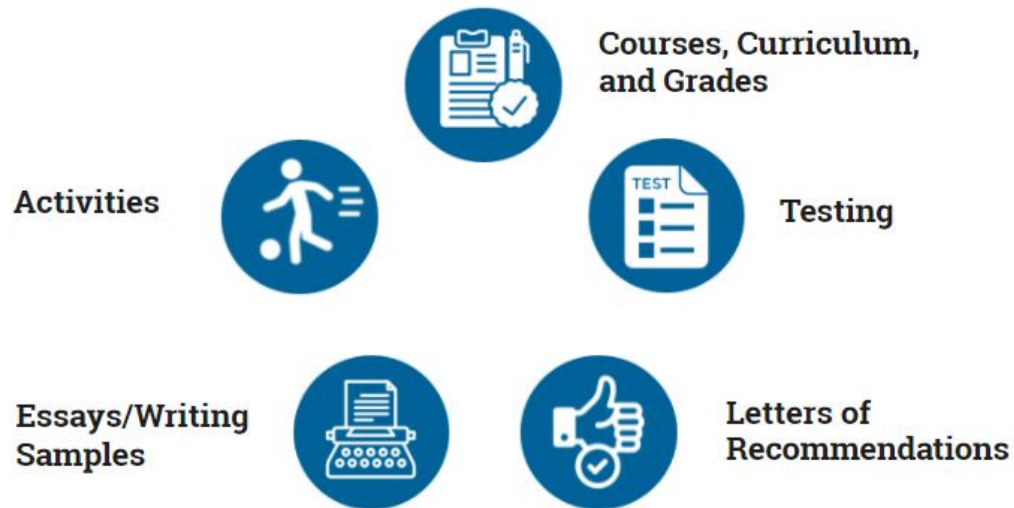 Courses, Curriculum,
and Grades
Activities
TEST
Testing
Essays/Writing
Samples
Letters of
Recommendations